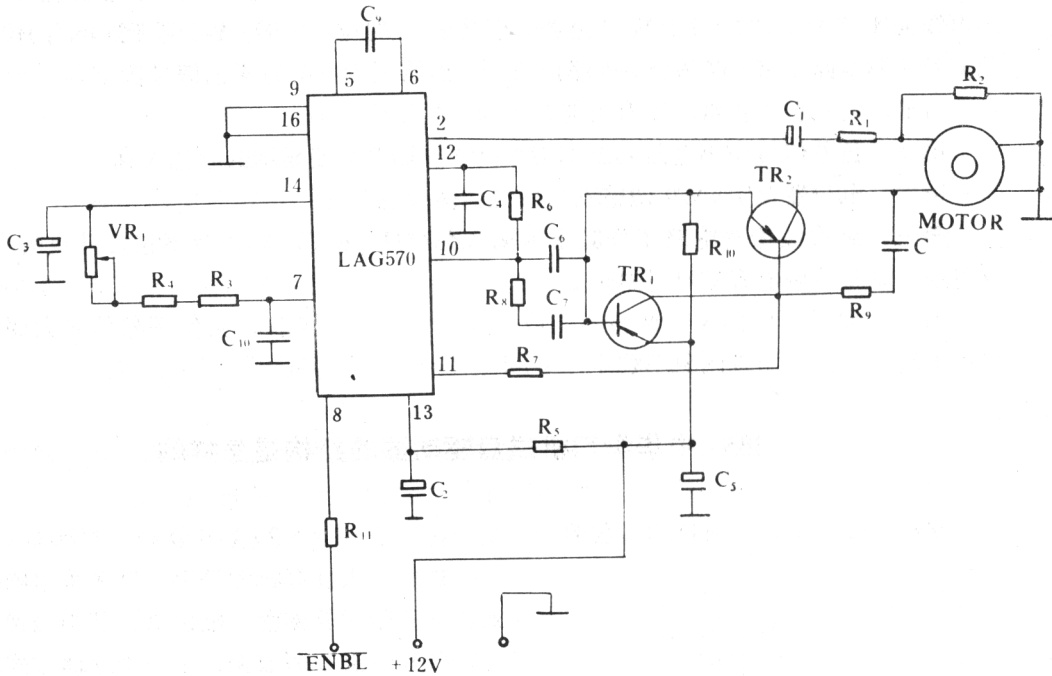 C₉
5
6
9
16
2
12
14
C₃
VR₁
R₄
R₃
7
C₁₀
LAG570
10
11
8
13
C₄
R₆
C₆
R₈
C₇
TR₁
R₁₀
TR₂
C₁
R₁
R₂
MOTOR
C
R₉
R₇
R₅
C₂
C₅
R₁₁
ENBL
+12V